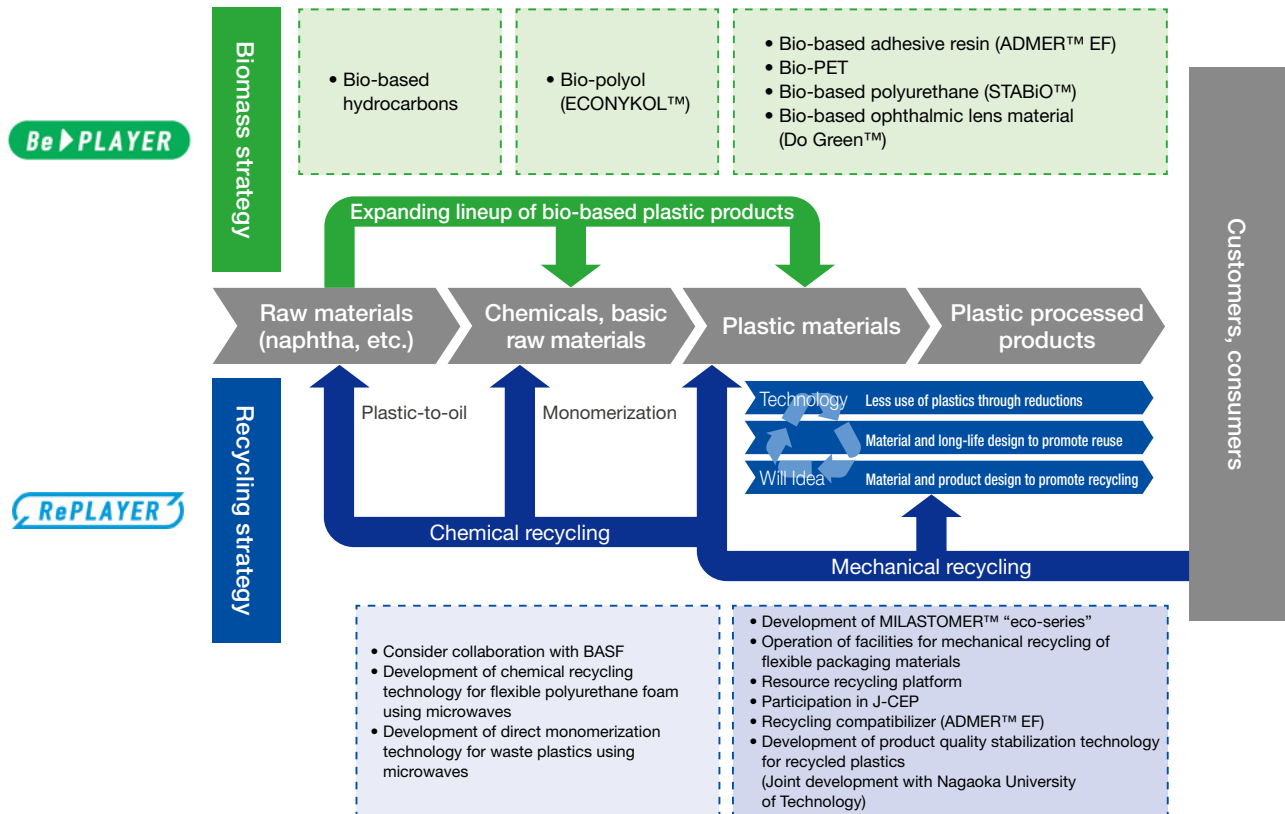 Be PLAYER
Biomass strategy
• Bio-based
hydrocarbons
• Bio-polyol
(ECONYKOL™)
• Bio-based adhesive resin (ADMER™ EF)
• Bio-PET
• Bio-based polyurethane (STABiO™)
• Bio-based ophthalmic lens material
(Do Green™)
Expanding lineup of bio-based plastic products
Raw materials
(naphtha, etc.)
Chemicals, basic
raw materials
Plastic materials
Plastic processed
products
Customers, consumers
RePLAYER
Recycling strategy
Plastic-to-oil
Monomerization
Technology
Less use of plastics through reductions
Material and long-life design to promote reuse
Will Idea
Material and product design to promote recycling
Chemical recycling
Mechanical recycling
• Consider collaboration with BASF
• Development of chemical recycling
technology for flexible polyurethane foam
using microwaves
• Development of direct monomerization
technology for waste plastics using
microwaves
• Development of MILASTOMER™ “eco-series”
• Operation of facilities for mechanical recycling of
flexible packaging materials
• Resource recycling platform
• Participation in J-CEP
• Recycling compatibilizer (ADMER™ EF)
• Development of product quality stabilization technology
for recycled plastics
(Joint development with Nagaoka University
of Technology)